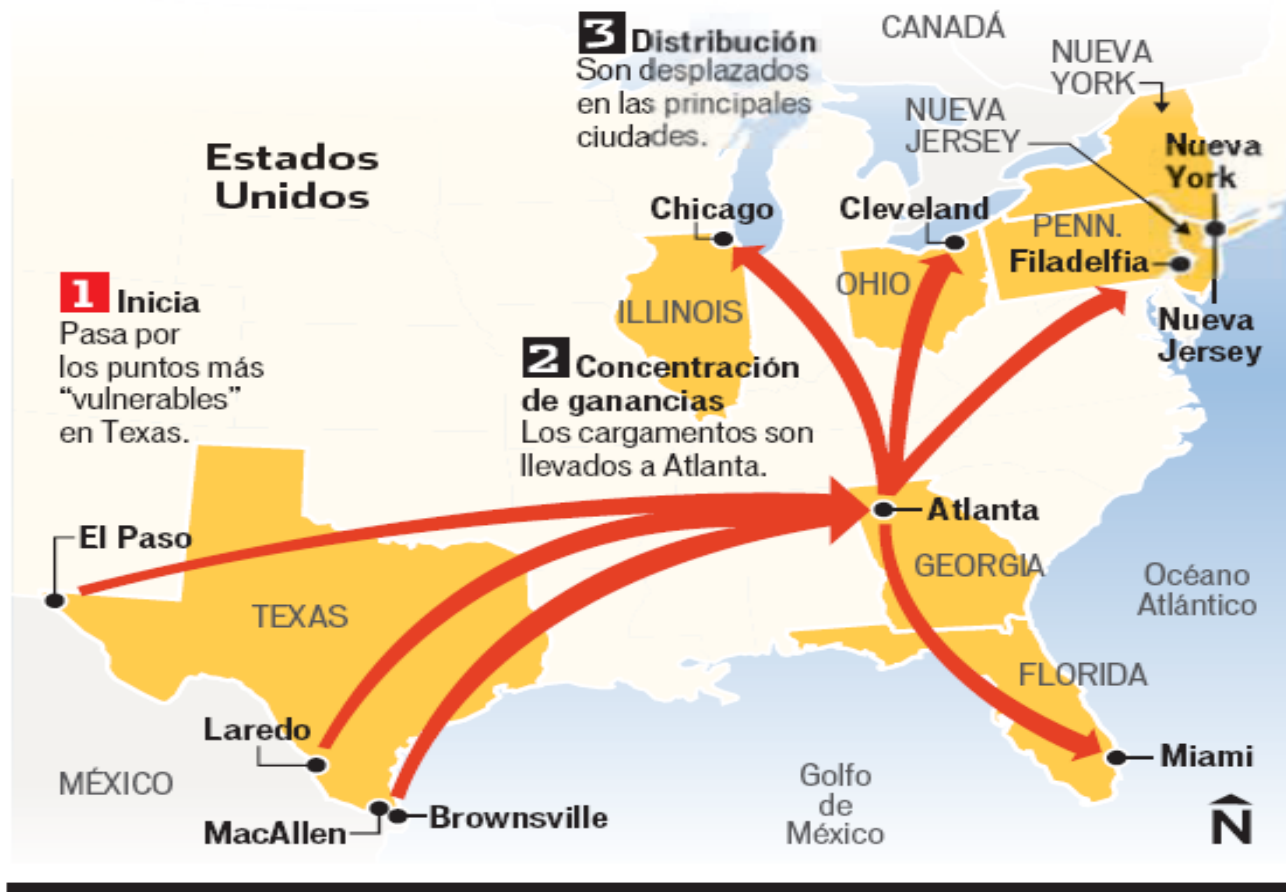 3 Distribución
Son desplazados
en las principales
ciudades.
CANADÁ
NUEVA
YORK
NUEVA
JERSEY
Nueva
York
Estados
Unidos
Chicago
Cleveland
PENN.
Filadelfia
OHIO
ILLINOIS
Nueva
Jersey
1 Inicia
Pasa por
los puntos más
“vulnerables”
en Texas.
2 Concentración
de ganancias
Los cargamentos son
llevados a Atlanta.
El Paso
Atlanta
GEORGIA
Océano
Atlántico
TEXAS
FLORIDA
Laredo
Miami
MÉXICO
Golfo
de
México
MacAllen
Brownsville
N